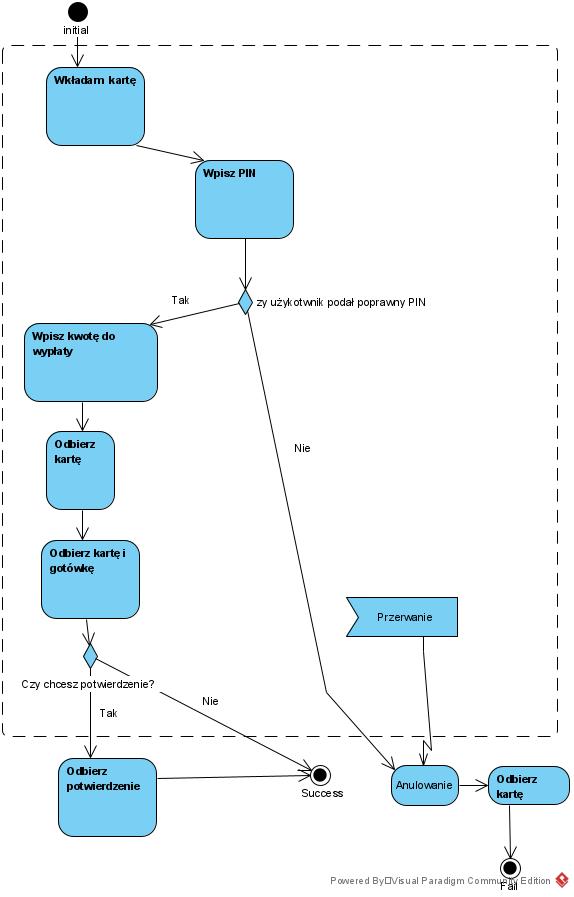 initial
Wkładam kartę
Wpisz PIN
Tak
zy użykotwnik podał poprawny PIN
Wpisz kwotę do
wypłaty
Odbierz
kartę
Nie
Odbierz kartę i
gotówkę
Przerwanie
Czy chcesz potwierdzenie?
Nie
Tak
Odbierz
potwierdzenie
Success
Anulowanie
Odbierz
kartę
Powered By Visual Paradigm Community Edition
Fail